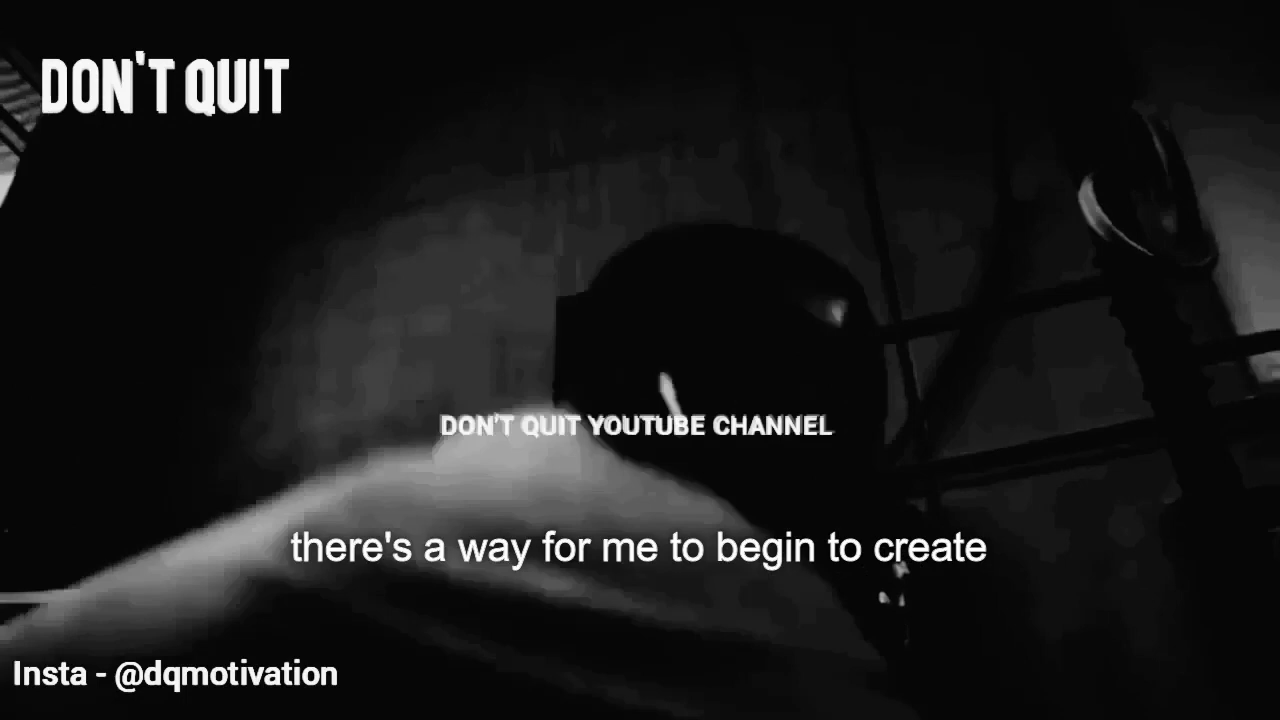 DON'T QUIT
DON'T QUIT YOUTUBE CHANNEL
there's a way for me to begin to create
Insta - @dqmotivation